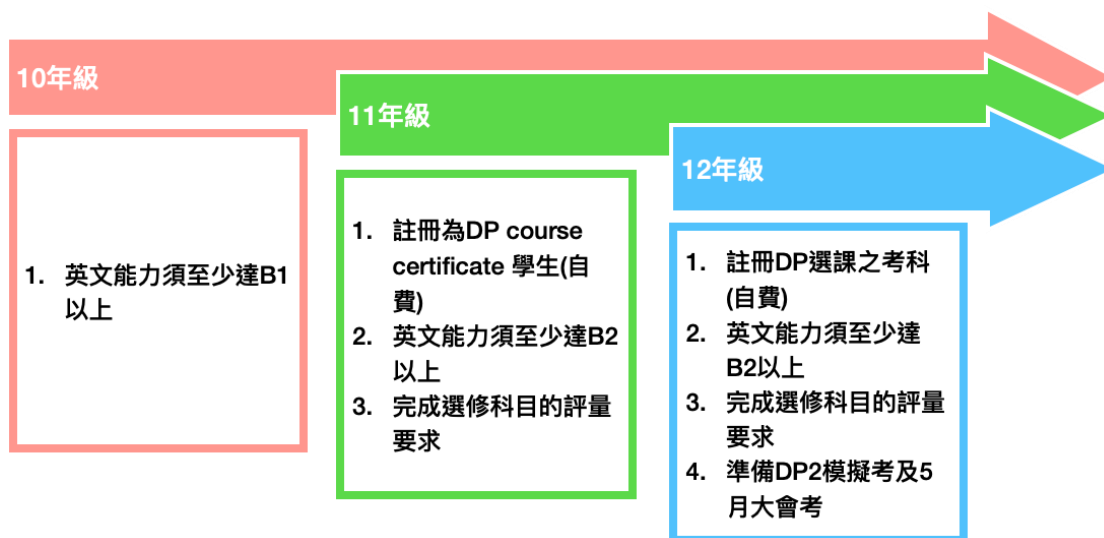 10年級
1. 英文能力須至少達B1
以上
11年級
1. 註冊為DP course
certificate 學生(自
費)
2. 英文能力須至少達B2
以上
3. 完成選修科目的評量
要求
12年級
1. 註冊DP選課之考科
(自費)
2. 英文能力須至少達
B2以上
3. 完成選修科目的評量
要求
4. 準備DP2模擬考及5
月大會考